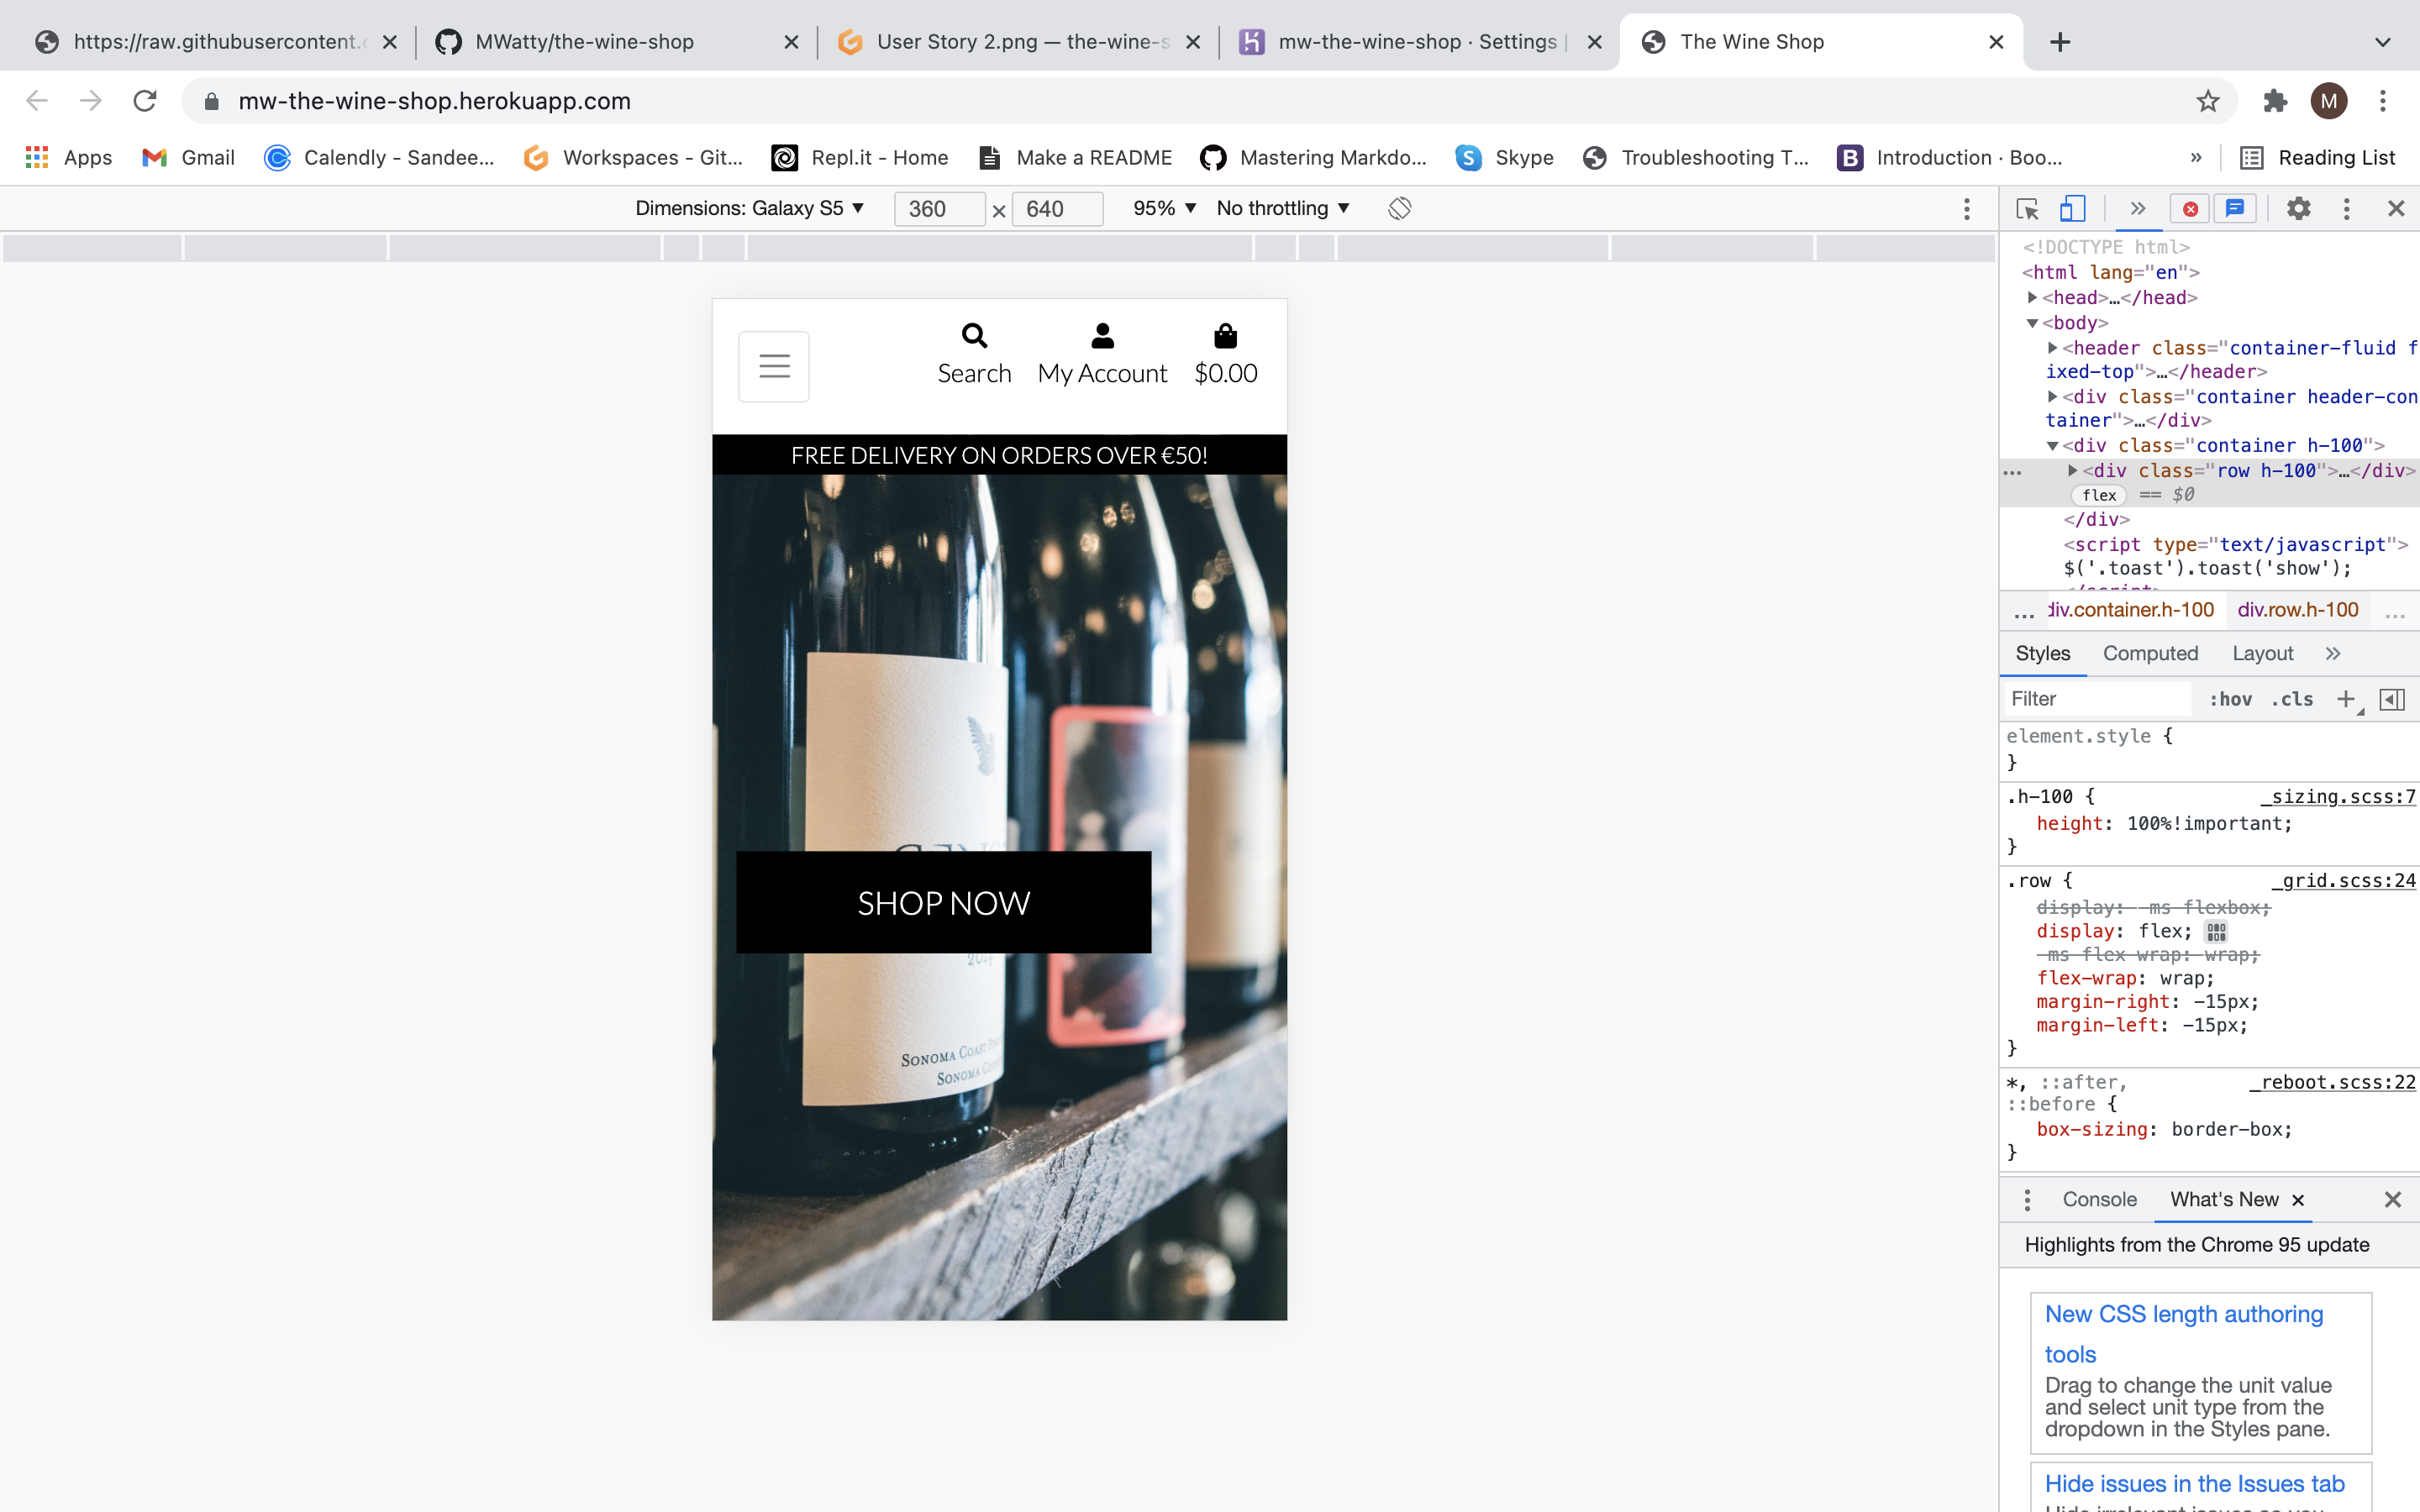 https://raw.githubusercontent.
MWatty/the-wine-shop
User Story 2.png — the-wine-s
mw-the-wine-shop · Settings |
The Wine Shop
mw-the-wine-shop.herokuapp.com
M
Apps
Gmail
Calendly - Sandee...
Workspaces - Git...
Repl.it - Home
Make a README
Mastering Markdo...
Skype
Troubleshooting T...
Introduction · Boo...
»
Reading List
Dimensions: Galaxy S5 ▼
360 × 640
95% ▼
No throttling ▼
Search
My Account
$0.00
FREE DELIVERY ON ORDERS OVER €50!
SHOP NOW
2014
SONOMA COAST
SONOMA
<!DOCTYPE html>
<html lang="en">
<head>…</head>
<body>
<header class="container-fluid f
ixed-top">…</header>
<div class="container header-con
tainer">…</div>
<div class="container h-100">
<div class="row h-100">…</div>
flex == $0
</div>
<script type="text/javascript">
$('.toast').toast('show');
... div.container.h-100 div.row.h-100 ...
Styles Computed Layout »
Filter :hov .cls +
element.style {
}
.h-100 { _sizing.scss:7
height: 100%!important;
}
.row { _grid.scss:24
display: -ms-flexbox;
display: flex;
-ms-flex-wrap: wrap;
flex-wrap: wrap;
margin-right: -15px;
margin-left: -15px;
}
*, ::after, _reboot.scss:22
::before {
box-sizing: border-box;
}
Console What's New ×
Highlights from the Chrome 95 update
New CSS length authoring
tools
Drag to change the unit value
and select unit type from the
dropdown in the Styles pane.
Hide issues in the Issues tab